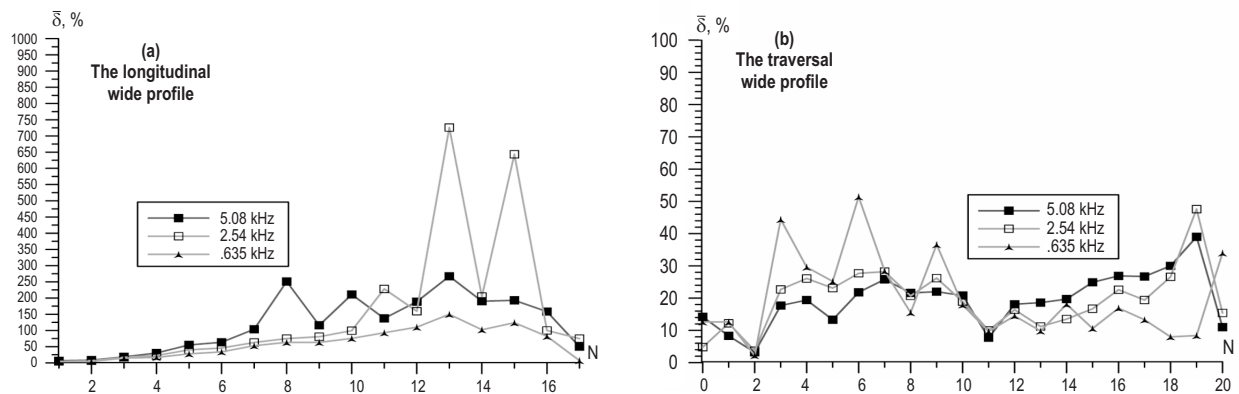 δ̅, %
(a)
The longitudinal
wide profile
1000
950
900
850
800
750
700
650
600
550
500
450
400
350
300
250
200
150
100
50
0
5.08 kHz
2.54 kHz
.635 kHz
N
2 4 6 8 10 12 14 16
δ̅, %
(b)
The traversal
wide profile
100
90
80
70
60
50
40
30
20
10
0
5.08 kHz
2.54 kHz
.635 kHz
N
0 2 4 6 8 10 12 14 16 18 20